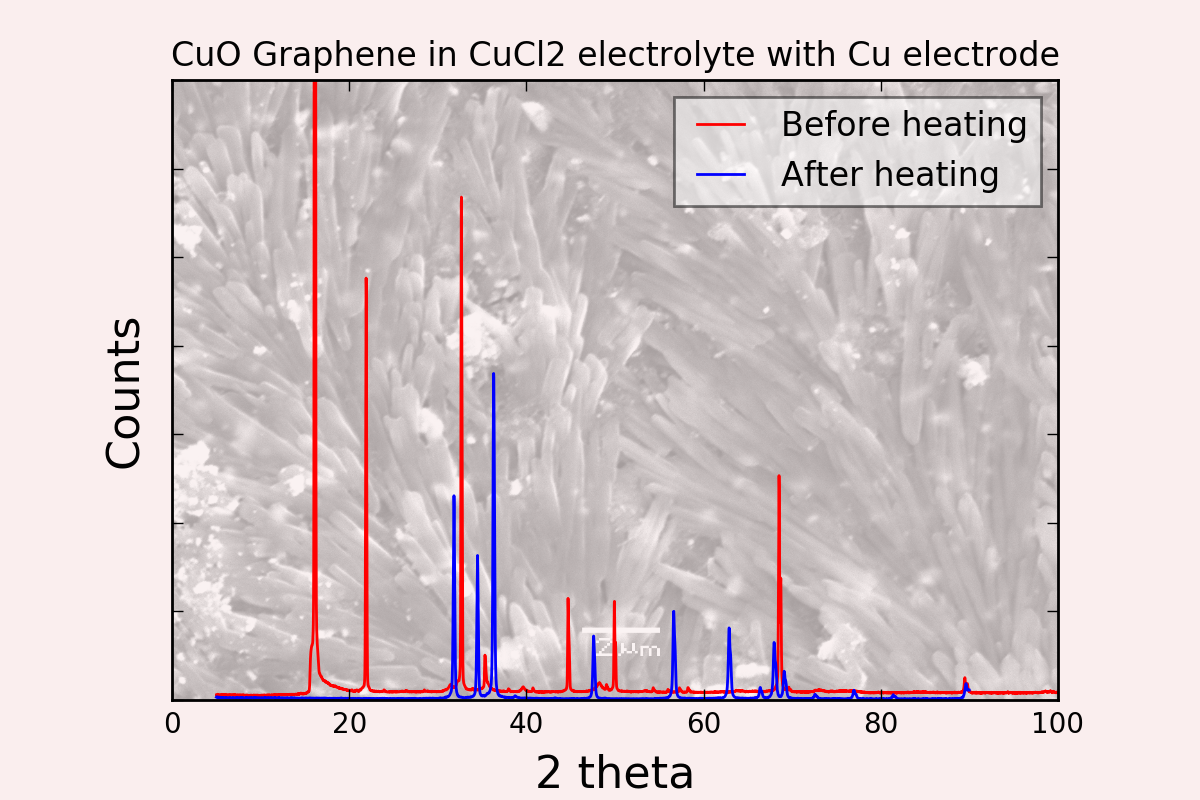 CuO Graphene in CuCl2 electrolyte with Cu electrode
Before heating
After heating
Counts
2μm
0 20 40 60 80 100
2 theta